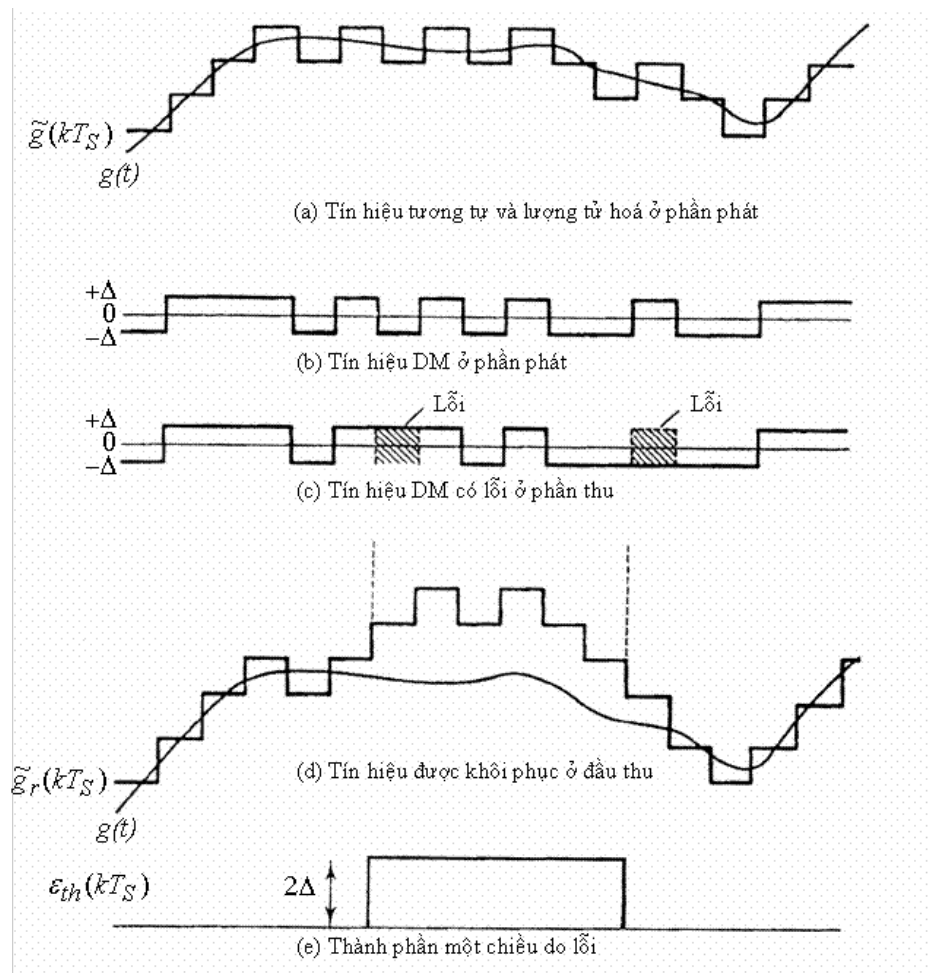 g̃(kT_S)
g(t)
(a) Tín hiệu tương tự và lượng tử hoá ở phần phát
+Δ
0
−Δ
(b) Tín hiệu DM ở phần phát
Lỗi
Lỗi
+Δ
0
−Δ
(c) Tín hiệu DM có lỗi ở phần thu
(d) Tín hiệu được khôi phục ở đầu thu
g̃_r(kT_S)
g(t)
ε_th(kT_S)
2Δ
(e) Thành phần một chiều do lỗi